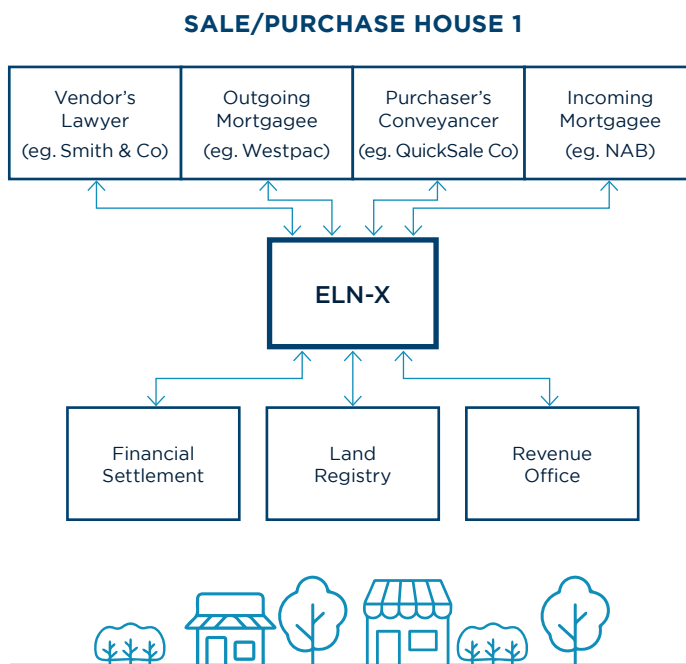 SALE/PURCHASE HOUSE 1
Vendor's
Lawyer
(eg. Smith & Co)
Outgoing
Mortgagee
(eg. Westpac)
Purchaser's
Conveyancer
(eg. QuickSale Co)
Incoming
Mortgagee
(eg. NAB)
ELN-X
Financial
Settlement
Land
Registry
Revenue
Office